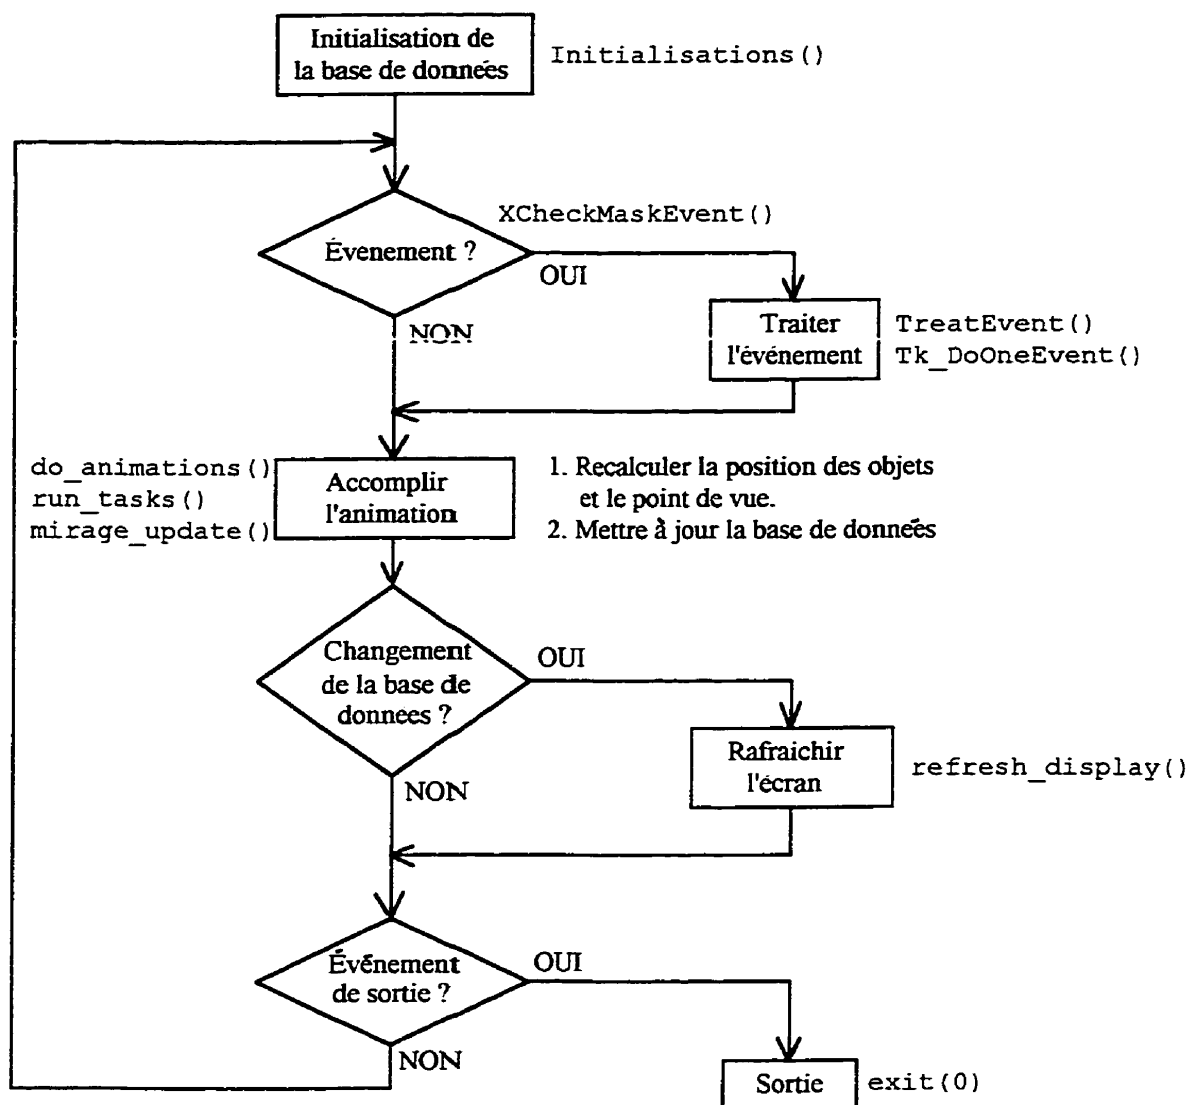 Initialisation de
la base de données
Initialisations()
XCheckMaskEvent()
Évenement ?
OUI
NON
Traiter
l'événement
TreatEvent()
Tk_DoOneEvent()
do_animations()
run_tasks()
mirage_update()
Accomplir
l'animation
1. Recalculer la position des objets
et le point de vue.
2. Mettre à jour la base de données
Changement
de la base de
donnees ?
OUI
NON
Rafraichir
l'écran
refresh_display()
Événement
de sortie ?
OUI
NON
Sortie
exit(0)